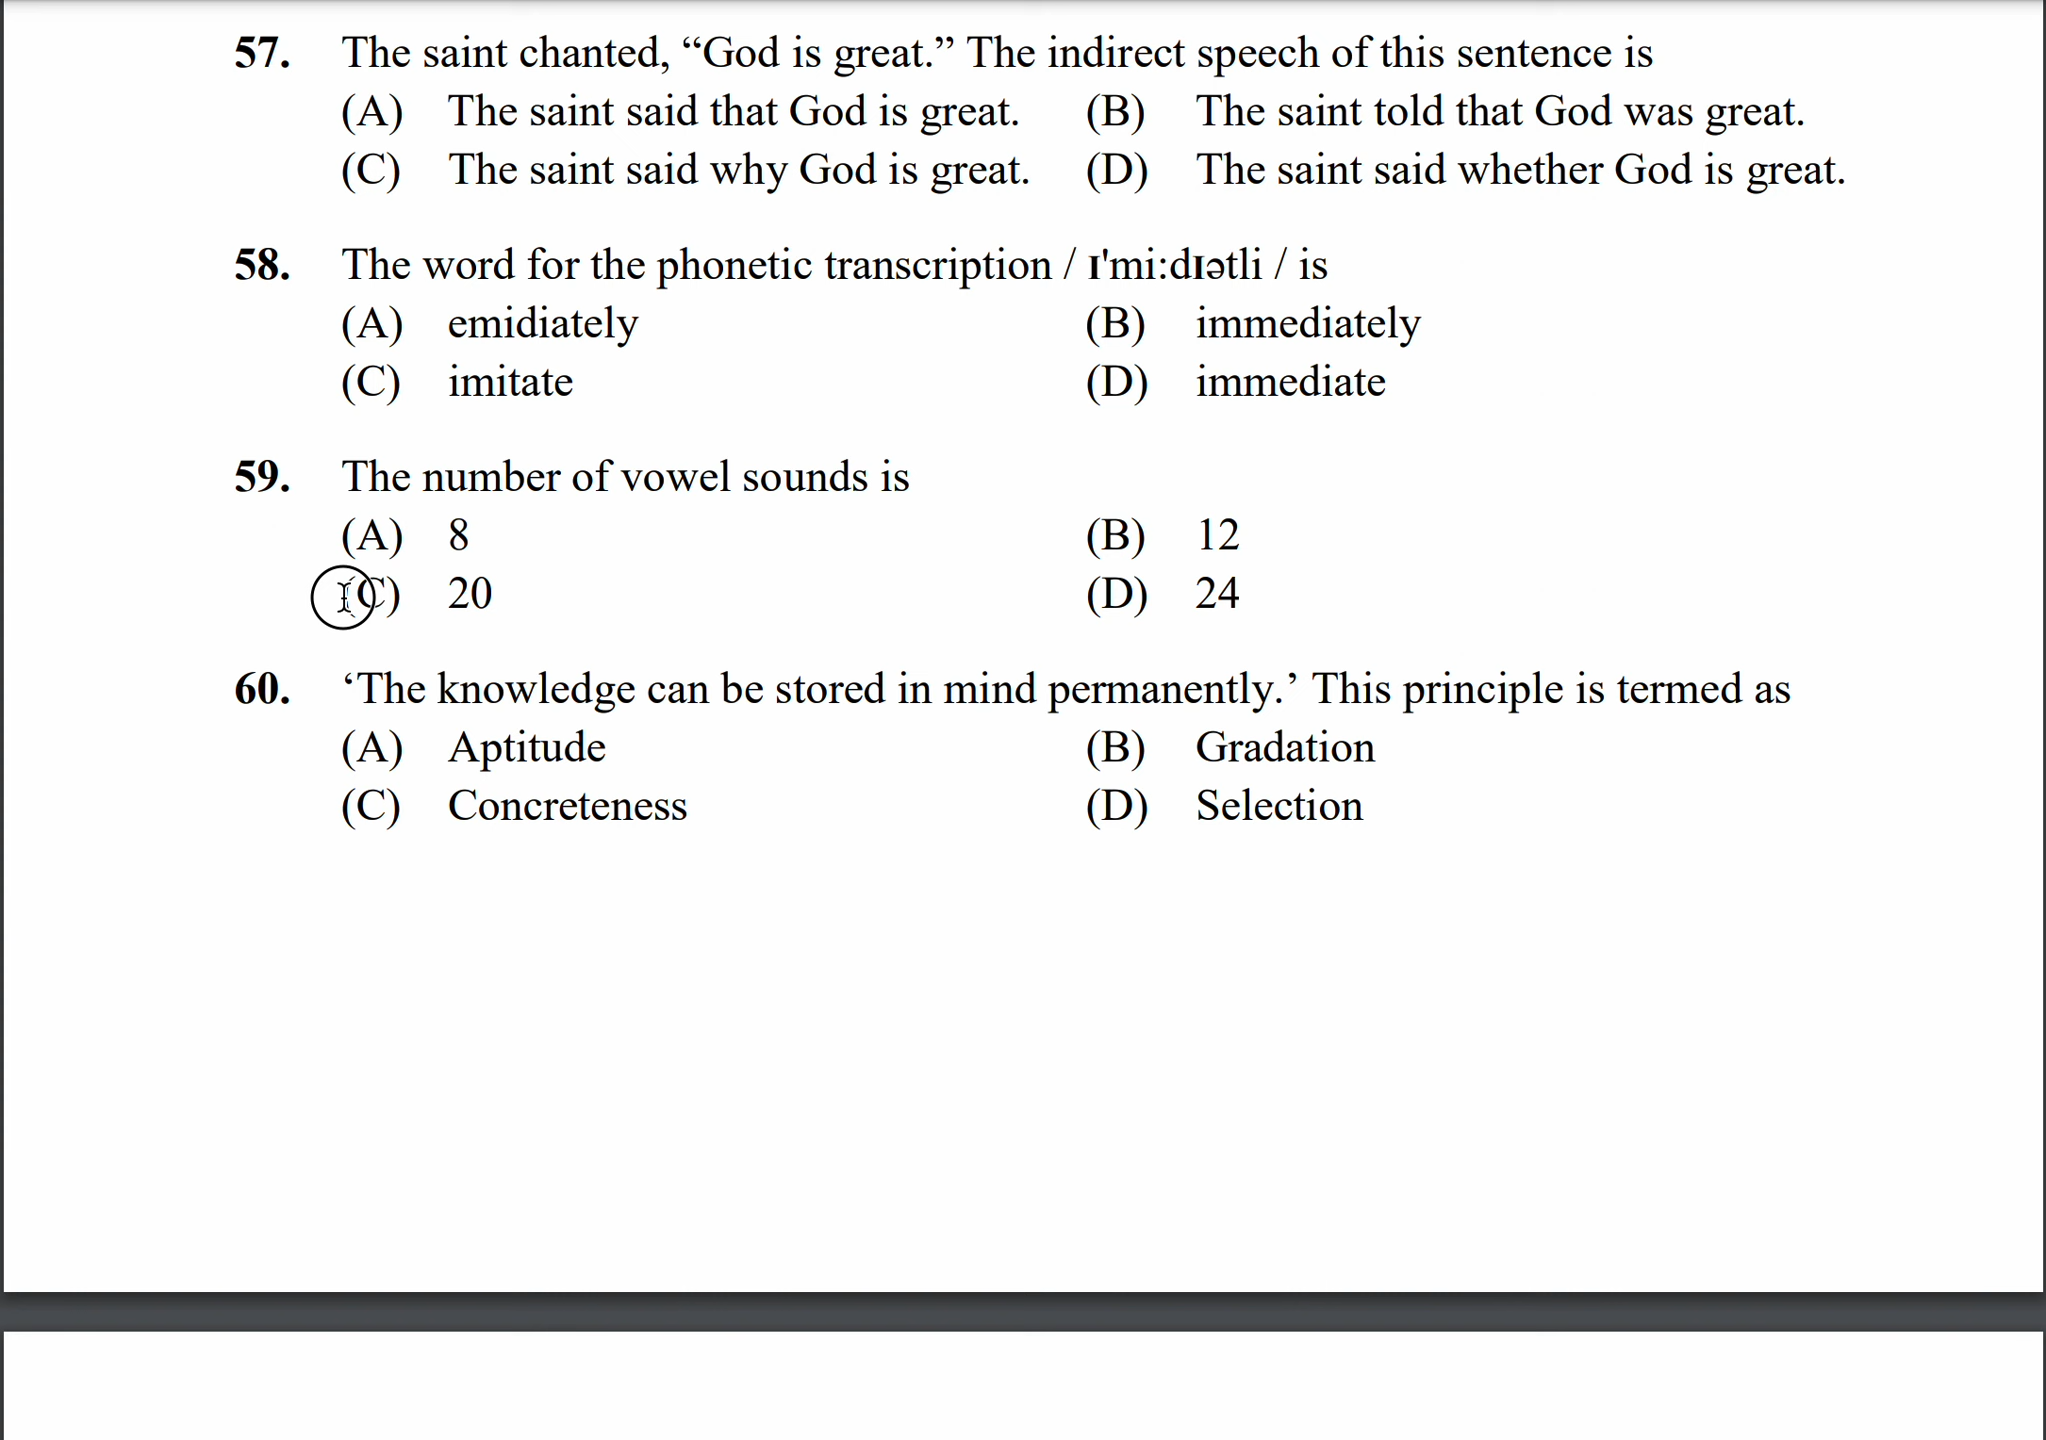 57. The saint chanted, “God is great.” The indirect speech of this sentence is
(A) The saint said that God is great. (B) The saint told that God was great.
(C) The saint said why God is great. (D) The saint said whether God is great.
58. The word for the phonetic transcription / ɪ'mi:dɪətli / is
(A) emidiately (B) immediately
(C) imitate (D) immediate
59. The number of vowel sounds is
(A) 8 (B) 12
(C) 20 (D) 24
60. ‘The knowledge can be stored in mind permanently.’ This principle is termed as
(A) Aptitude (B) Gradation
(C) Concreteness (D) Selection